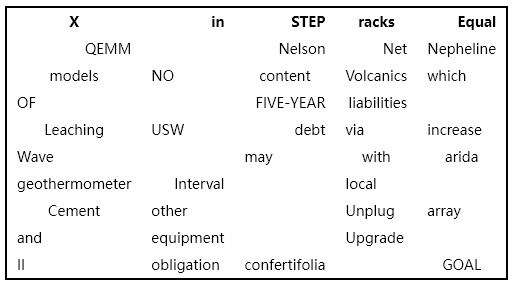 X in STEP racks Equal
QEMM Nelson Net Nepheline
models NO content Volcanics which
OF FIVE-YEAR liabilities
Leaching USW debt via increase
Wave may with arida
geothermometer Interval local
Cement other Unplug array
and equipment Upgrade
II obligation confertifolia GOAL